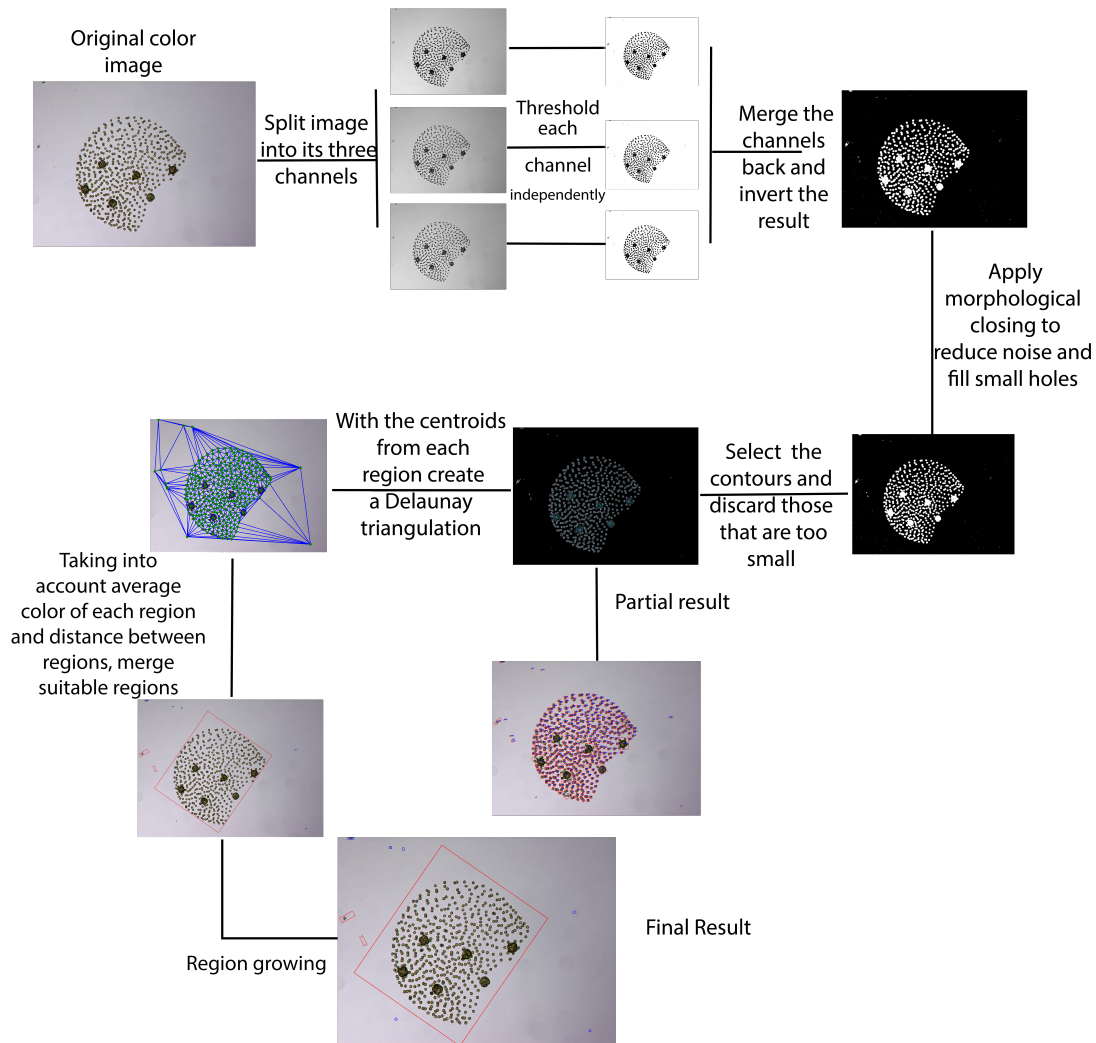 Original color
image
Split image
into its three
channels
Threshold
each
channel
independently
Merge the
channels
back and
invert the
result
Apply
morphological
closing to
reduce noise and
fill small holes
Select the
contours and
discard those
that are too
small
With the centroids
from each
region create
a Delaunay
triangulation
Partial result
Taking into
account average
color of each region
and distance between
regions, merge
suitable regions
Region growing
Final Result